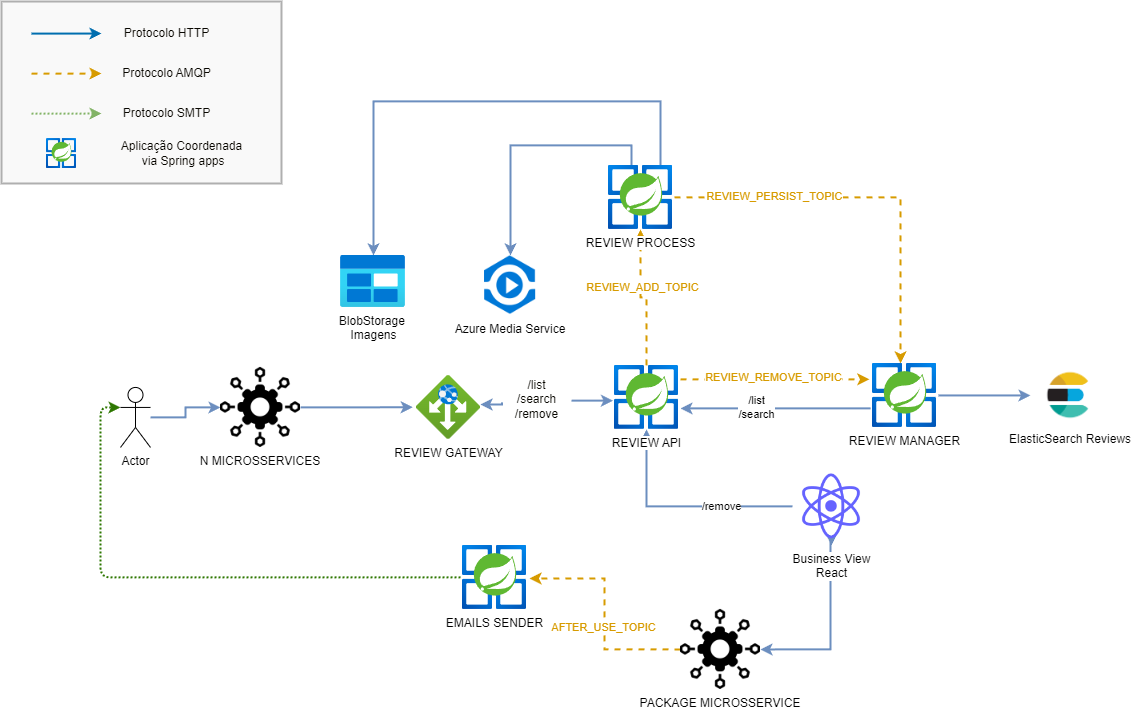 Protocolo HTTP
Protocolo AMQP
Protocolo SMTP
Aplicação Coordenada
via Spring apps
REVIEW_PERSIST_TOPIC
REVIEW PROCESS
REVIEW_ADD_TOPIC
BlobStorage
Imagens
Azure Media Service
REVIEW_REMOVE_TOPIC
/list
/search
/remove
/list
/search
Actor
N MICROSSERVICES
REVIEW GATEWAY
REVIEW API
REVIEW MANAGER
ElasticSearch Reviews
/remove
Business View
React
EMAILS SENDER
AFTER_USE_TOPIC
PACKAGE MICROSSERVICE